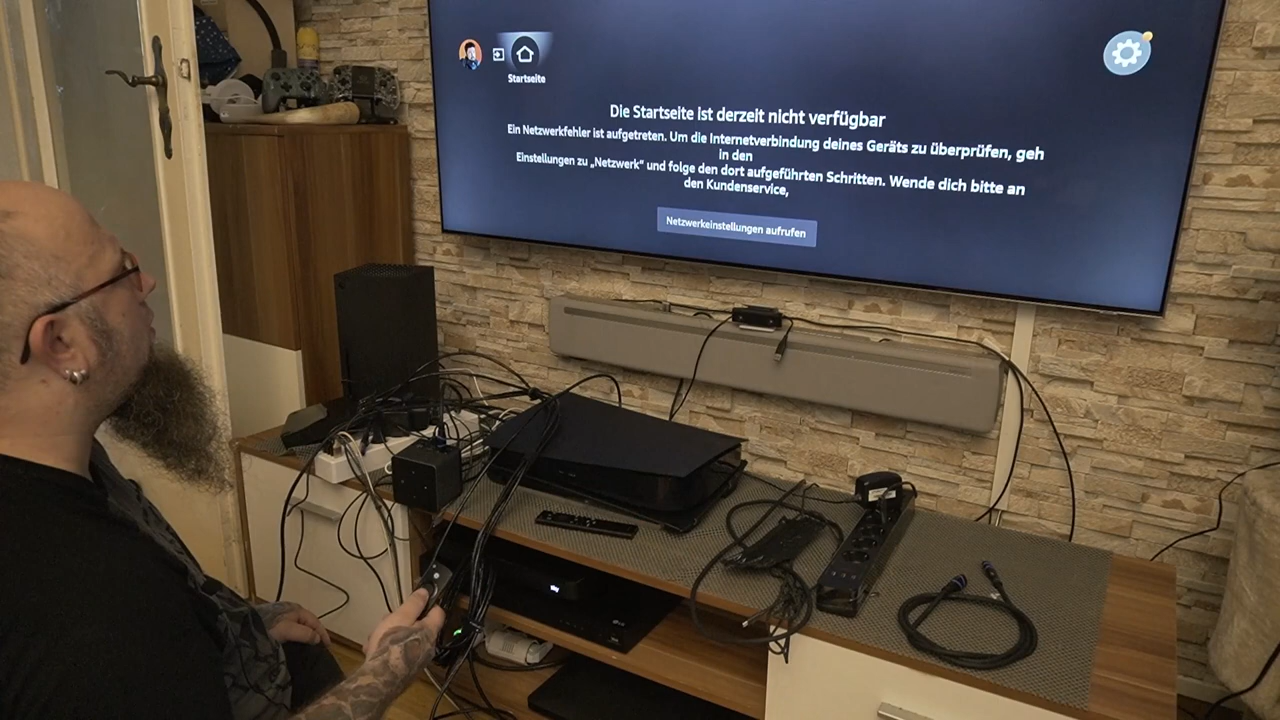 Startseite
Die Startseite ist derzeit nicht verfügbar
Ein Netzwerkfehler ist aufgetreten. Um die Internetverbindung deines Geräts zu überprüfen, geh
in den
Einstellungen zu „Netzwerk“ und folge den dort aufgeführten Schritten. Wende dich bitte an
den Kundenservice,
Netzwerkeinstellungen aufrufen
sky